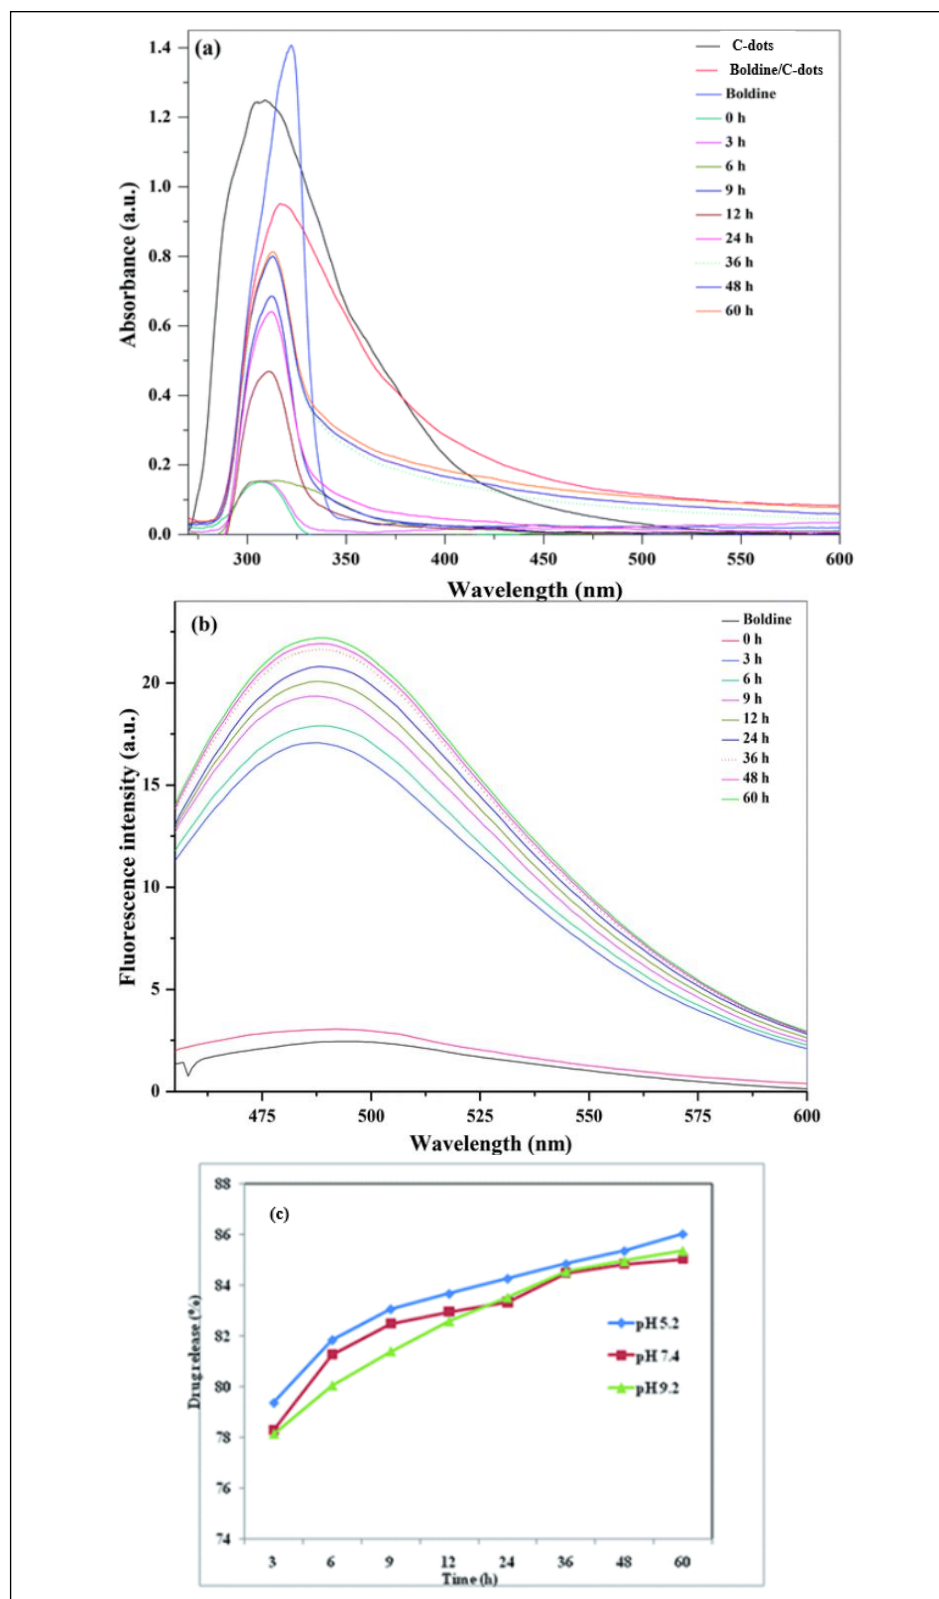 (a)
C-dots
Boldine/C-dots
Boldine
0 h
3 h
6 h
9 h
12 h
24 h
36 h
48 h
60 h
1.4
1.2
1.0
0.8
0.6
0.4
0.2
0.0
Absorbance (a.u.)
300 350 400 450 500 550 600
Wavelength (nm)
(b)
Boldine
0 h
3 h
6 h
9 h
12 h
24 h
36 h
48 h
60 h
20
15
10
5
0
Fluorescence intensity (a.u.)
475 500 525 550 575 600
Wavelength (nm)
(c)
88
86
84
82
80
78
76
74
Drug release (%)
pH 5.2
pH 7.4
pH 9.2
3 6 9 12 24 36 48 60
Time (h)